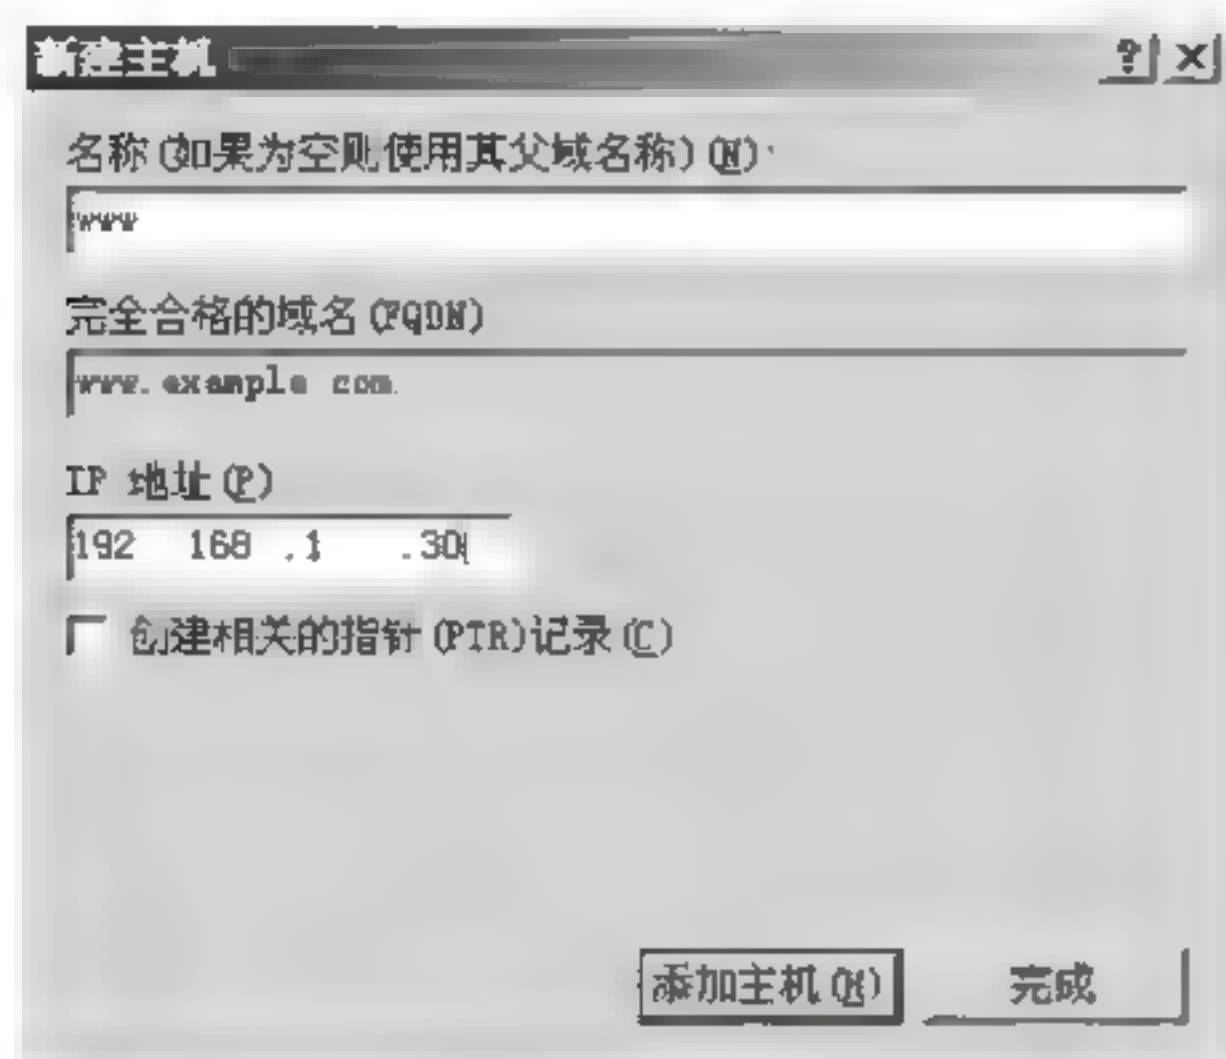 新建主机
名称(如果为空则使用其父域名称)(N):
www
完全合格的域名(FQDN)
www.example com.
IP 地址(P)
192 168 .1 .30
创建相关的指针(PTR)记录(C)
添加主机(H) 完成